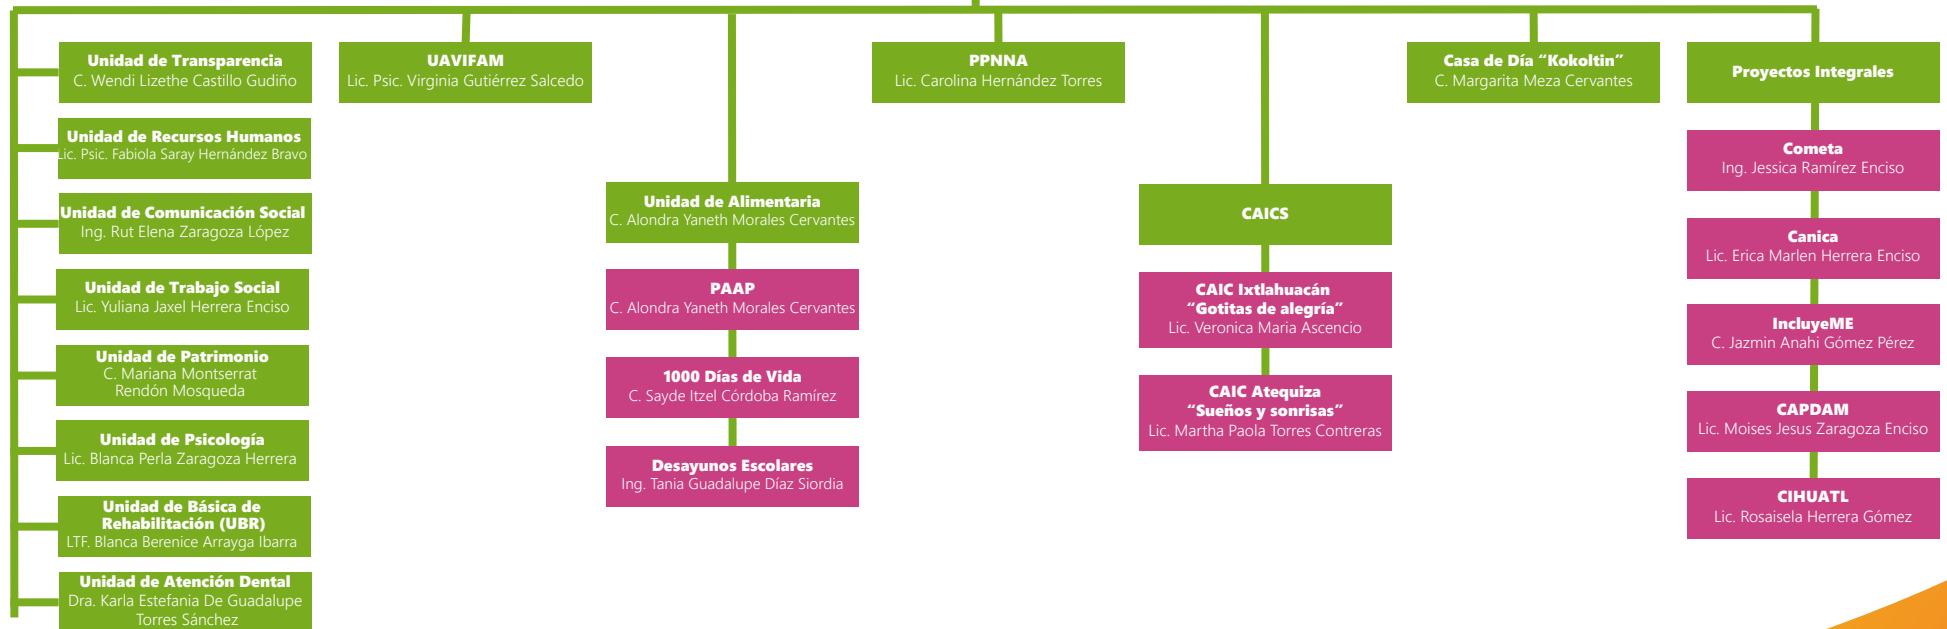 Unidad de Transparencia
C. Wendi Lizethe Castillo Gudiño
Unidad de Recursos Humanos
Lic. Psic. Fabiola Saray Hernández Bravo
Unidad de Comunicación Social
Ing. Rut Elena Zaragoza López
Unidad de Trabajo Social
Lic. Yuliana Jaxel Herrera Enciso
Unidad de Patrimonio
C. Mariana Montserrat
Rendón Mosqueda
Unidad de Psicología
Lic. Blanca Perla Zaragoza Herrera
Unidad de Básica de
Rehabilitación (UBR)
LTF. Blanca Berenice Arrayga Ibarra
Unidad de Atención Dental
Dra. Karla Estefania De Guadalupe
Torres Sánchez
UAVIFAM
Lic. Psic. Virginia Gutiérrez Salcedo
Unidad de Alimentaria
C. Alondra Yaneth Morales Cervantes
PAAP
C. Alondra Yaneth Morales Cervantes
1000 Días de Vida
C. Sayde Itzel Córdoba Ramírez
Desayunos Escolares
Ing. Tania Guadalupe Díaz Siordia
PPNNA
Lic. Carolina Hernández Torres
CAICS
CAIC Ixtlahuacán
“Gotitas de alegría”
Lic. Veronica Maria Ascencio
CAIC Atequiza
“Sueños y sonrisas”
Lic. Martha Paola Torres Contreras
Casa de Día “Kokoltin”
C. Margarita Meza Cervantes
Proyectos Integrales
Cometa
Ing. Jessica Ramírez Enciso
Canica
Lic. Erica Marlen Herrera Enciso
IncluyeME
C. Jazmin Anahi Gómez Pérez
CAPDAM
Lic. Moises Jesus Zaragoza Enciso
CIHUATL
Lic. Rosaisela Herrera Gómez